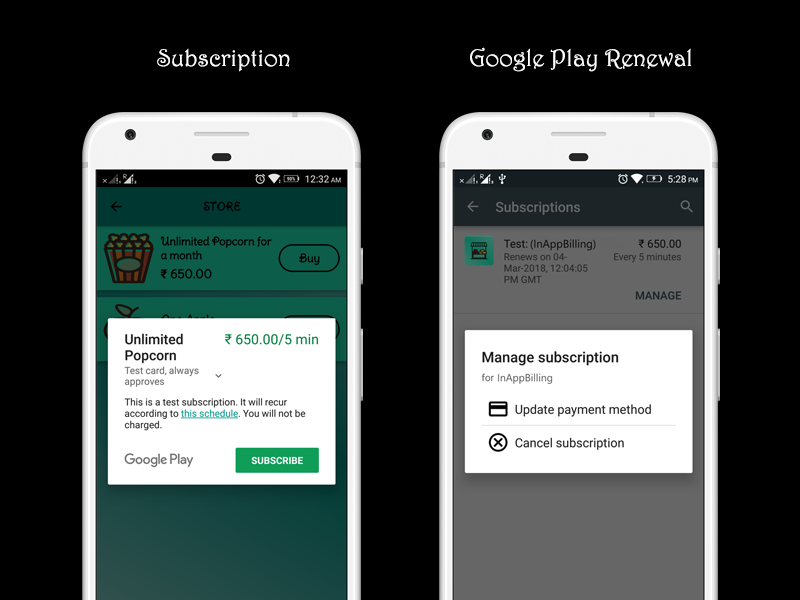 Subscription
Google Play Renewal
12:32 AM
STORE
Unlimited Popcorn for
a month
₹ 650.00
Buy
Unlimited
Popcorn
₹ 650.00/5 min
Test card, always
approves
This is a test subscription. It will recur
according to this schedule. You will not be
charged.
Google Play
SUBSCRIBE
5:28 PM
Subscriptions
Test: (InAppBilling)
₹ 650.00
Renews on 04-
Mar-2018, 12:04:05
PM GMT
Every 5 minutes
MANAGE
Manage subscription
for InAppBilling
Update payment method
Cancel subscription